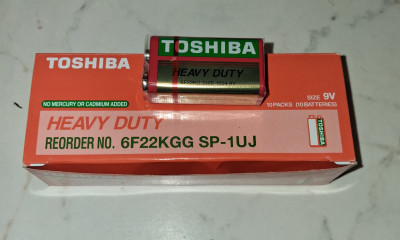 TOSHIBA
HEAVY DUTY
TOSHIBA
SIZE 9V
10 PACKS (10 BATTERIES)
NO MERCURY OR CADMIUM ADDED
HEAVY DUTY
REORDER NO. 6F22KGG SP-1UJ